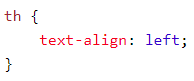 th {
    text-align: left;
}